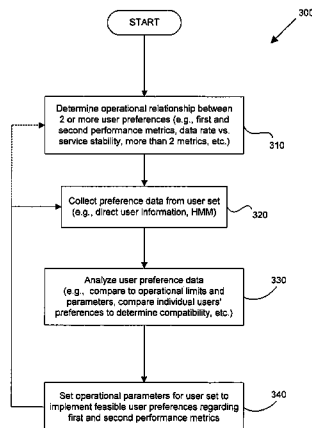 300
START
Determine operational relationship between
2 or more user preferences (e.g., first and
second performance metrics, data rate vs.
service stability, more than 2 metrics, etc.)
310
Collect preference data from user set
(e.g., direct user information, HMM)
320
Analyze user preference data
(e.g., compare to operational limits and
parameters, compare individual users'
preferences to determine compatibility, etc.)
330
Set operational parameters for user set to
implement feasible user preferences regarding
first and second performance metrics
340